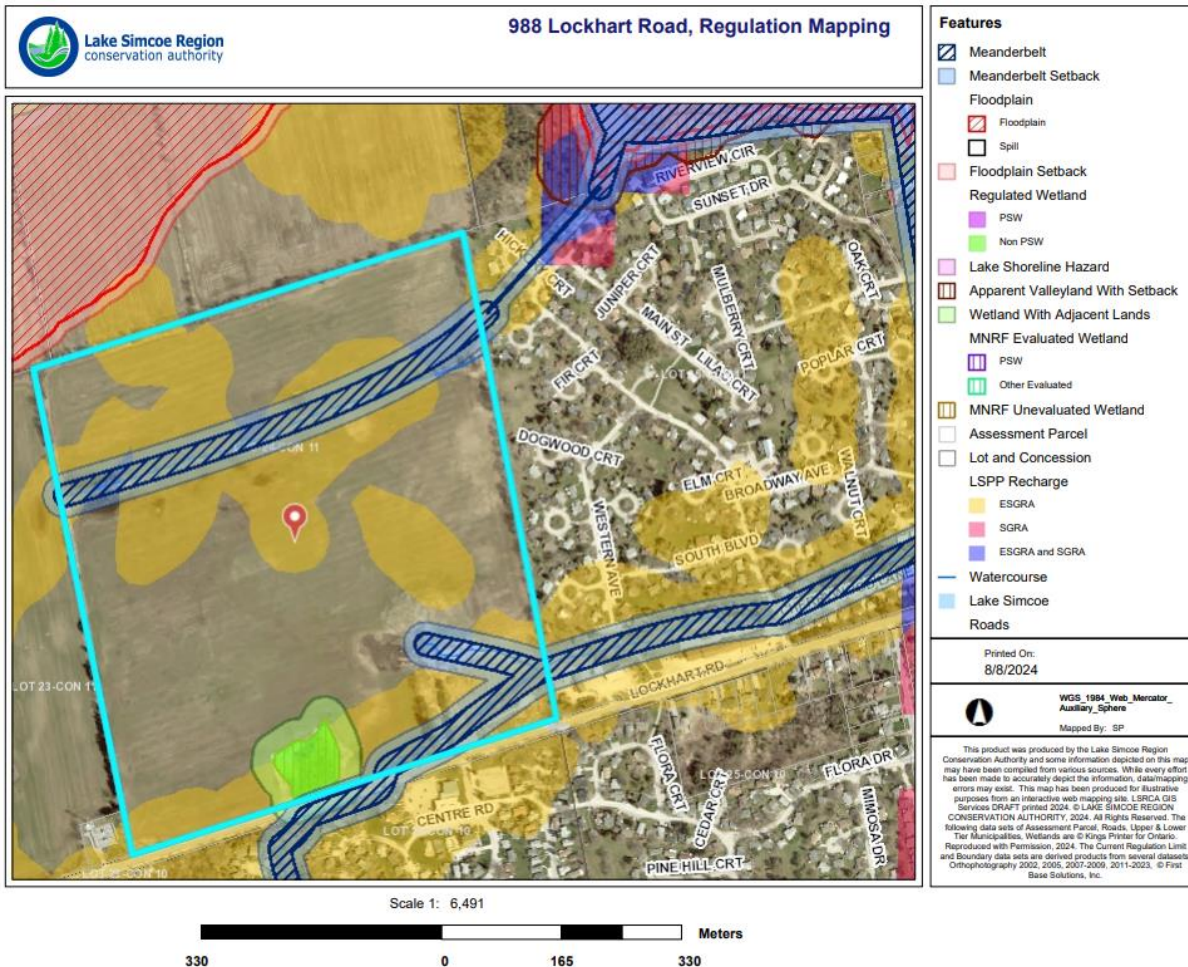 Lake Simcoe Region
conservation authority
988 Lockhart Road, Regulation Mapping
RIVERVIEW CIR
SUNSET DR
OAK CRT
JUNIPER CRT
MULBERRY CRT
MAIN ST
LILAC CRT
POPLAR CRT
FIR CRT
DOGWOOD CRT
ELM CRT
BROADWAY AVE
WALNUT CRT
WESTERN AVE
SOUTH BLVD
LOCKHART RD
LOT 23-CON 1
CENTRE RD
FLORA CRT
CEDAR CRT
LOT 25-CON 10
FLORA DR
MIMOSA DR
PINE HILL CRT
Features
Meanderbelt
Meanderbelt Setback
Floodplain
Floodplain
Spill
Floodplain Setback
Regulated Wetland
PSW
Non PSW
Lake Shoreline Hazard
Apparent Valleyland With Setback
Wetland With Adjacent Lands
MNRF Evaluated Wetland
PSW
Other Evaluated
MNRF Unevaluated Wetland
Assessment Parcel
Lot and Concession
LSPP Recharge
ESGRA
SGRA
ESGRA and SGRA
Watercourse
Lake Simcoe
Roads
Printed On:
8/8/2024
WGS_1984_Web_Mercator_
Auxiliary_Sphere
Mapped By: SP
This product was produced by the Lake Simcoe Region
Conservation Authority and some information depicted on this map
may have been compiled from various sources. While every effort
has been made to accurately depict the information, data/mapping
errors may exist. This map has been produced for illustrative
purposes from an interactive web mapping site. LSRCA GIS
Services DRAFT printed 2024. © LAKE SIMCOE REGION
CONSERVATION AUTHORITY, 2024. All Rights Reserved. The
following data sets of Assessment Parcel, Roads, Upper & Lower
Tier Municipalities, Wetlands are © Kings Printer for Ontario.
Reproduced with Permission, 2024. The Current Regulation Limit
and Boundary data sets are derived products from several datasets.
Orthophotography 2002, 2005, 2007-2009, 2011-2023, © First
Base Solutions, Inc.
Scale 1: 6,491
Meters
330 0 165 330